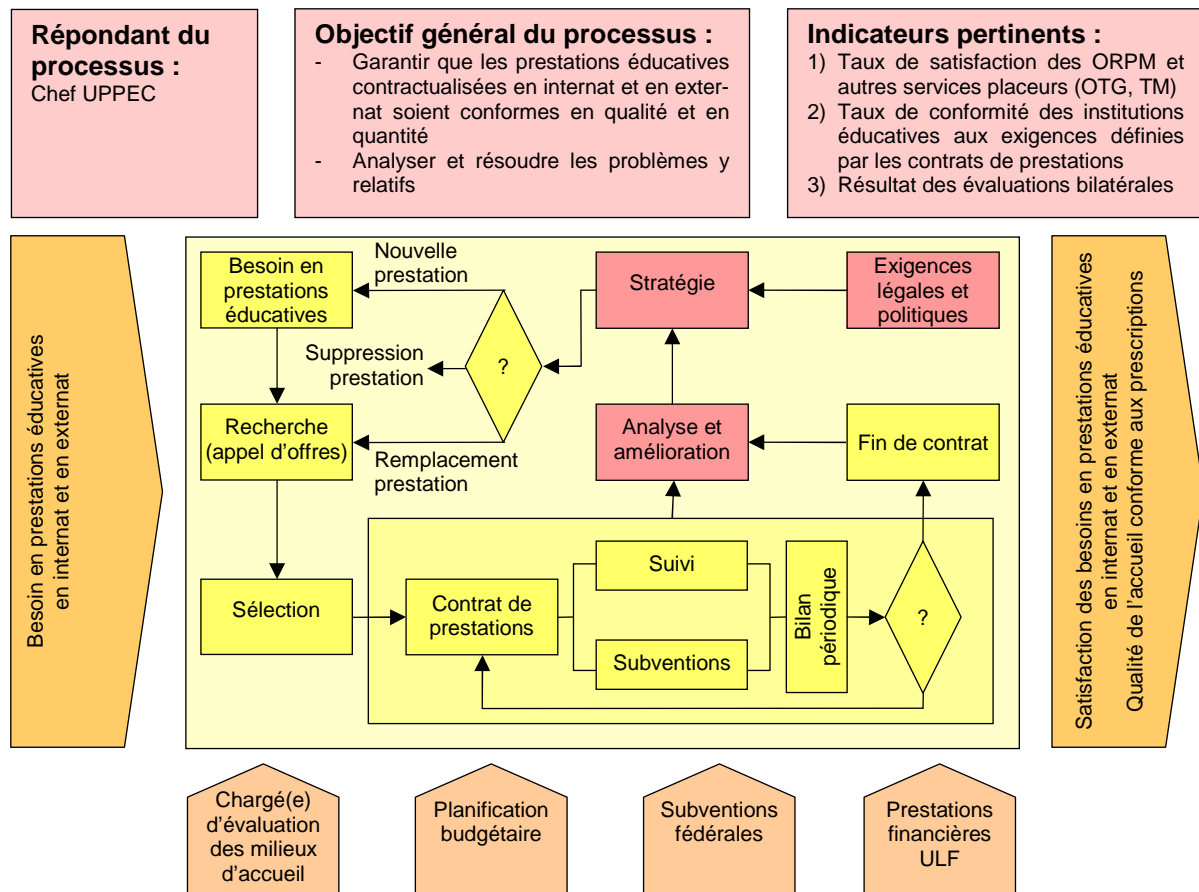 Répondant du
processus :
Chef UPPEC
Objectif général du processus :
- Garantir que les prestations éducatives
contractualisées en internat et en exter-
nat soient conformes en qualité et en
quantité
- Analyser et résoudre les problèmes y
relatifs
Indicateurs pertinents :
1) Taux de satisfaction des ORPM et
autres services placeurs (OTG, TM)
2) Taux de conformité des institutions
éducatives aux exigences définies
par les contrats de prestations
3) Résultat des évaluations bilatérales
Besoin en prestations éducatives
en internat et en externat
Besoin en
prestations
éducatives
Nouvelle
prestation
Stratégie
Exigences
légales et
politiques
Suppression
prestation
?
Recherche
(appel d'offres)
Remplacement
prestation
Analyse et
amélioration
Fin de contrat
Sélection
Contrat de
prestations
Suivi
Subventions
Bilan
périodique
?
Satisfaction des besoins en prestations éducatives
en internat et en externat
Qualité de l'accueil conforme aux prescriptions
Chargé(e)
d'évaluation
des milieux
d'accueil
Planification
budgétaire
Subventions
fédérales
Prestations
financières
ULF